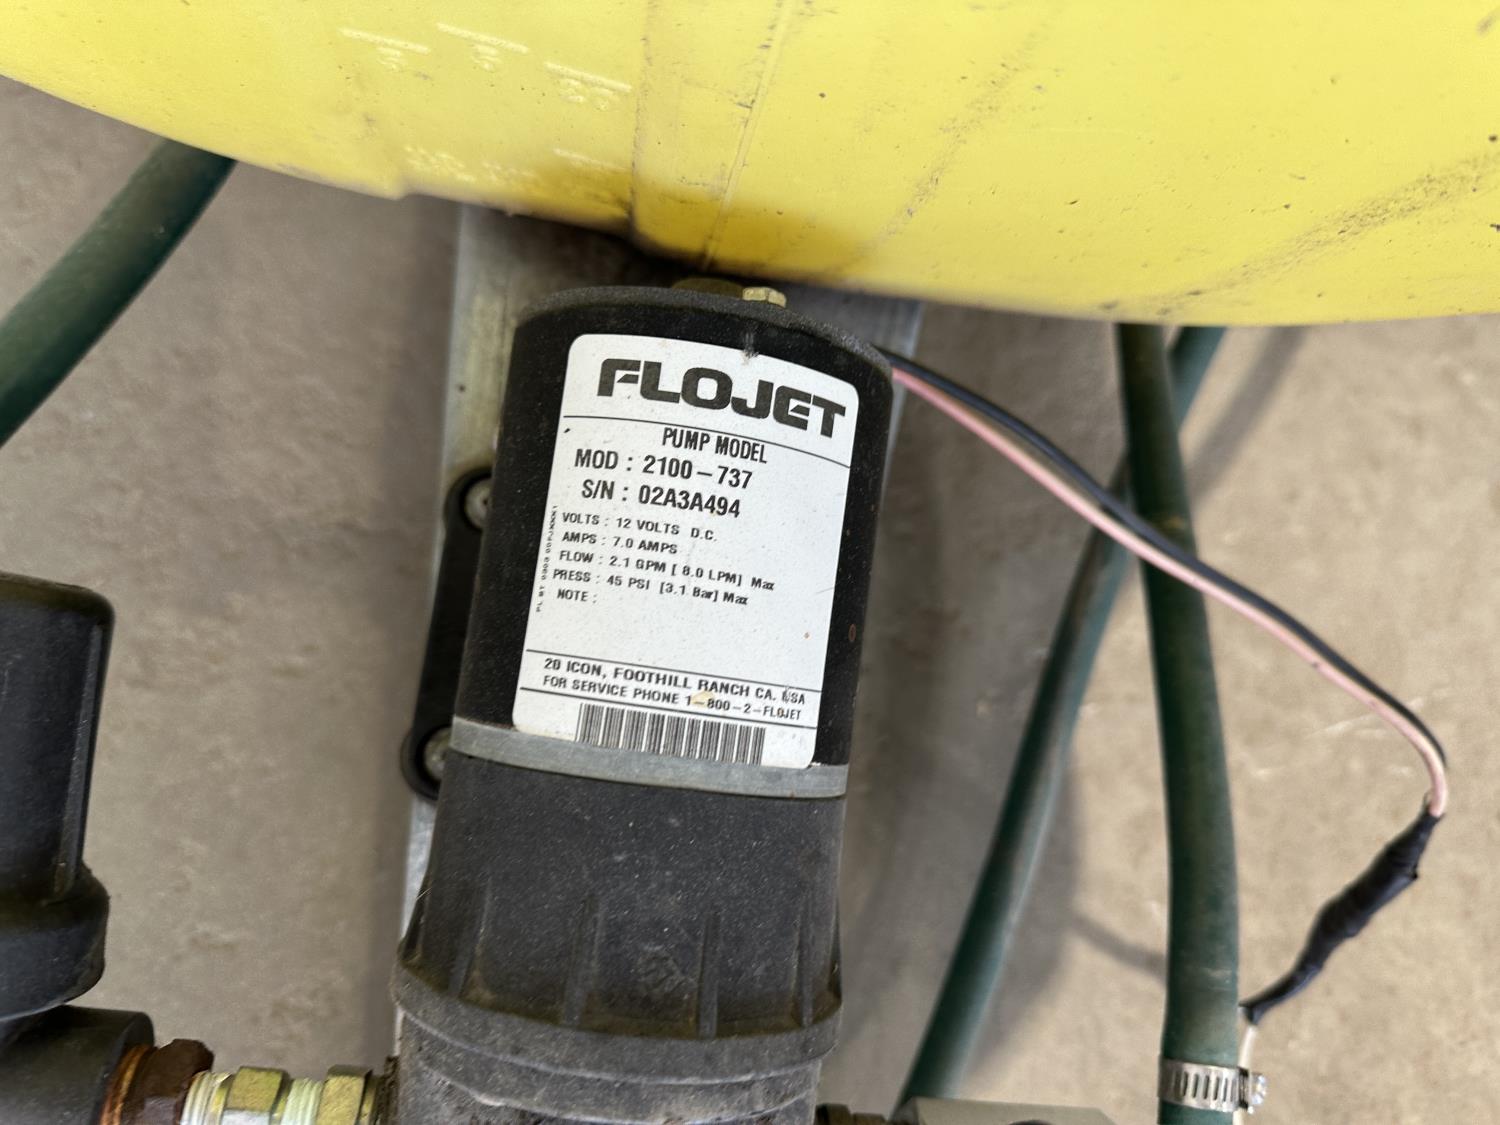 FLOJET
PUMP MODEL
MOD : 2100-737
S/N : 02A3A494
VOLTS : 12 VOLTS D.C.
AMPS : 7.0 AMPS
FLOW : 2.1 GPM [ 8.0 LPM] Max
PRESS : 45 PSI [3.1 Bar] Max
NOTE :
20 ICON, FOOTHILL RANCH CA. USA
FOR SERVICE PHONE 1-800-2-FLOJET